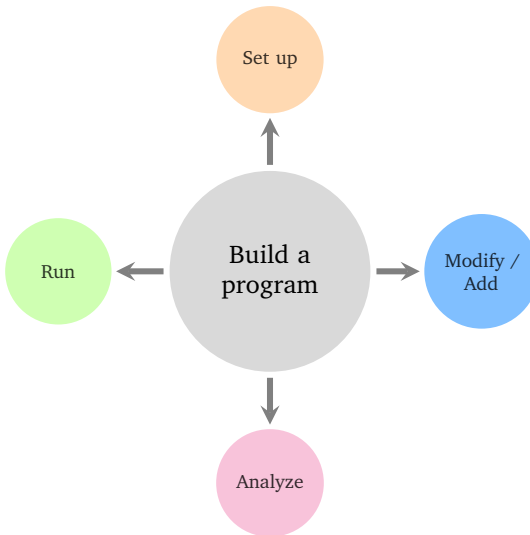 Set up
Build a
program
Run
Modify /
Add
Analyze